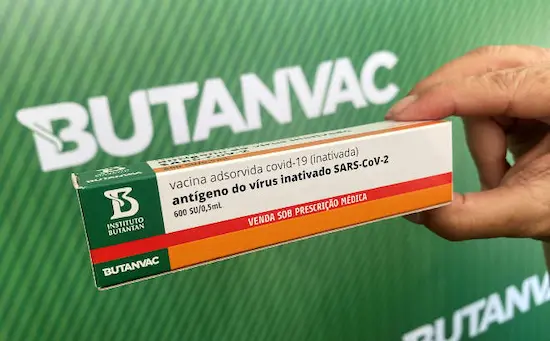 BUTANVAC
vacina adsorvida covid-19 (inativada)
antígeno do vírus inativado SARS-CoV-2
600 SU/0,5mL
VENDA SOB PRESCRIÇÃO MÉDICA
INSTITUTO
BUTANTAN
BUTANVAC
BUTANVAC